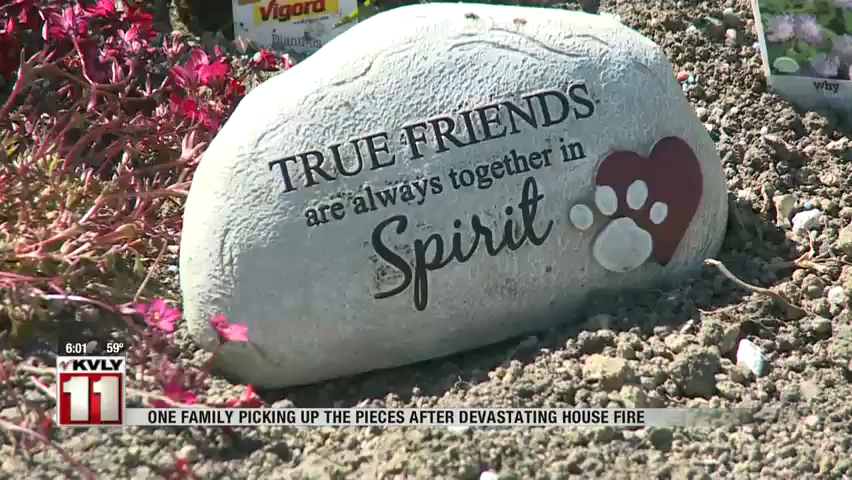 Vigoro
Planning
why
TRUE FRIENDS
are always together in
Spirit
6:01 59°
KVLY
11
ONE FAMILY PICKING UP THE PIECES AFTER DEVASTATING HOUSE FIRE